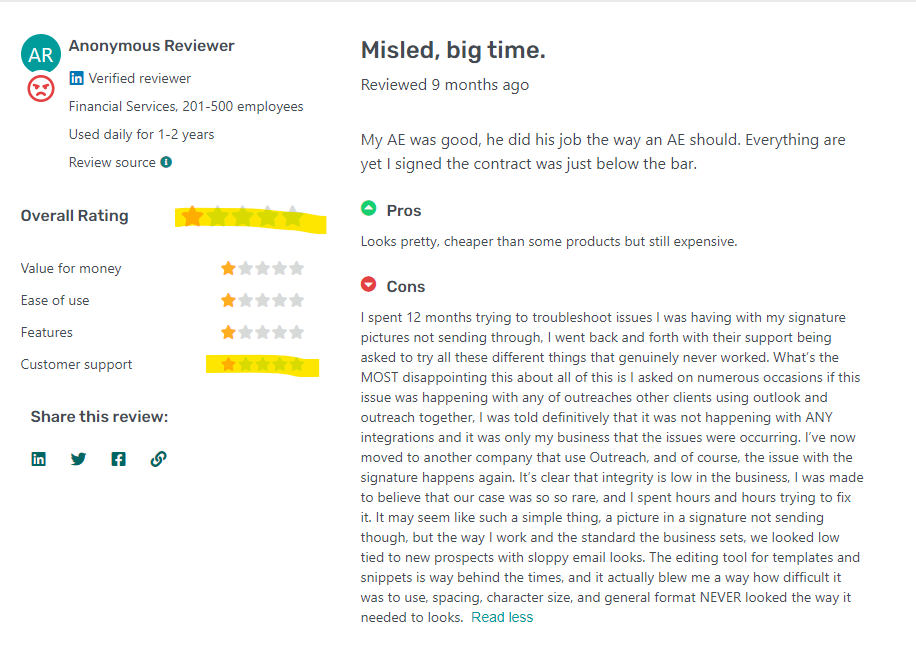 AR
Anonymous Reviewer
in Verified reviewer
Financial Services, 201-500 employees
Used daily for 1-2 years
Review source i
Overall Rating
Value for money
Ease of use
Features
Customer support
Share this review:
in
Misled, big time.
Reviewed 9 months ago
My AE was good, he did his job the way an AE should. Everything are
yet I signed the contract was just below the bar.
Pros
Looks pretty, cheaper than some products but still expensive.
Cons
I spent 12 months trying to troubleshoot issues I was having with my signature
pictures not sending through, I went back and forth with their support being
asked to try all these different things that genuinely never worked. What's the
MOST disappointing this about all of this is I asked on numerous occasions if this
issue was happening with any of outreaches other clients using outlook and
outreach together, I was told definitively that it was not happening with ANY
integrations and it was only my business that the issues were occurring. I've now
moved to another company that use Outreach, and of course, the issue with the
signature happens again. It's clear that integrity is low in the business, I was made
to believe that our case was so so rare, and I spent hours and hours trying to fix
it. It may seem like such a simple thing, a picture in a signature not sending
though, but the way I work and the standard the business sets, we looked low
tied to new prospects with sloppy email looks. The editing tool for templates and
snippets is way behind the times, and it actually blew me a way how difficult it
was to use, spacing, character size, and general format NEVER looked the way it
needed to looks. Read less